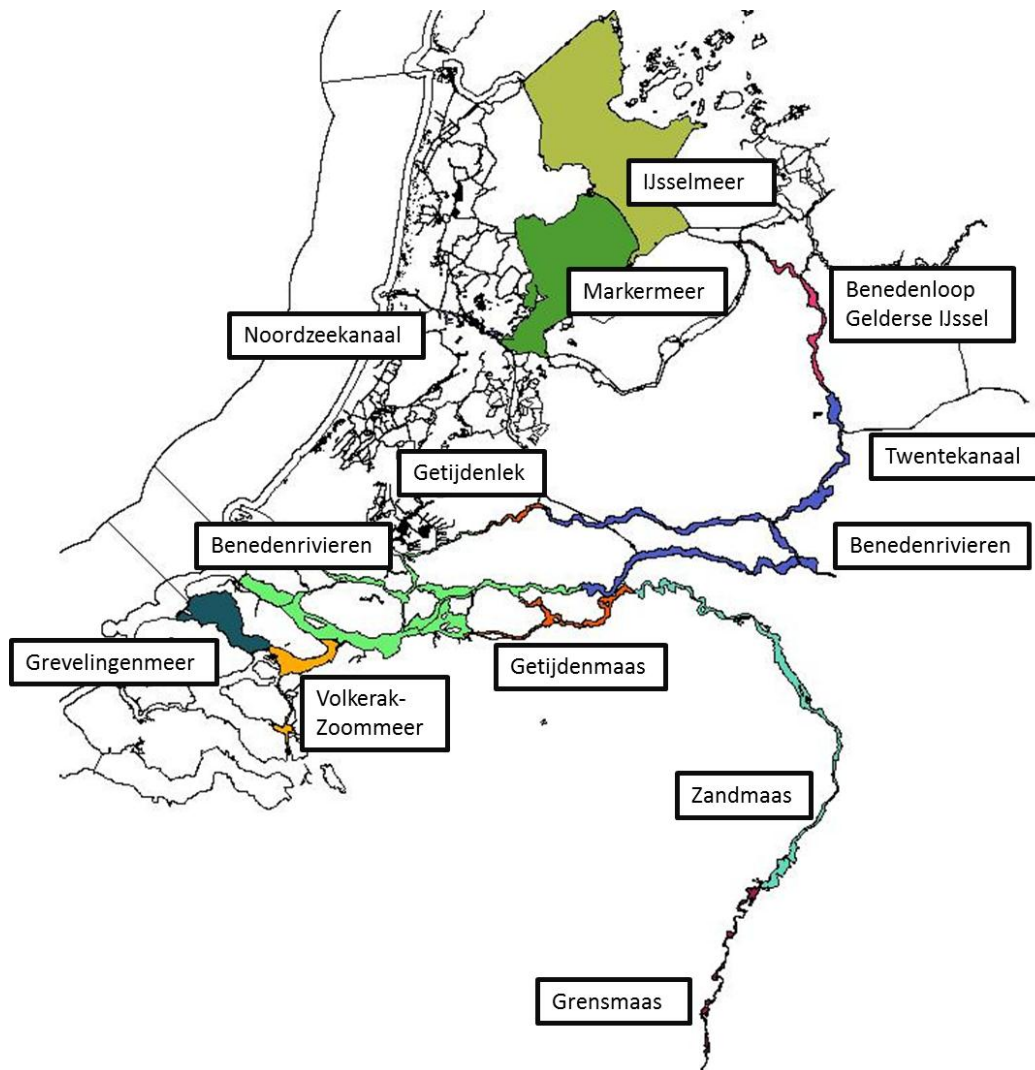 IJsselmeer
Markermeer
Benedenloop
Gelderse IJssel
Noordzeekanaal
Getijdenlek
Twentekanaal
Benedenrivieren
Benedenrivieren
Grevelingenmeer
Getijdenmaas
Volkerak-
Zoommeer
Zandmaas
Grensmaas